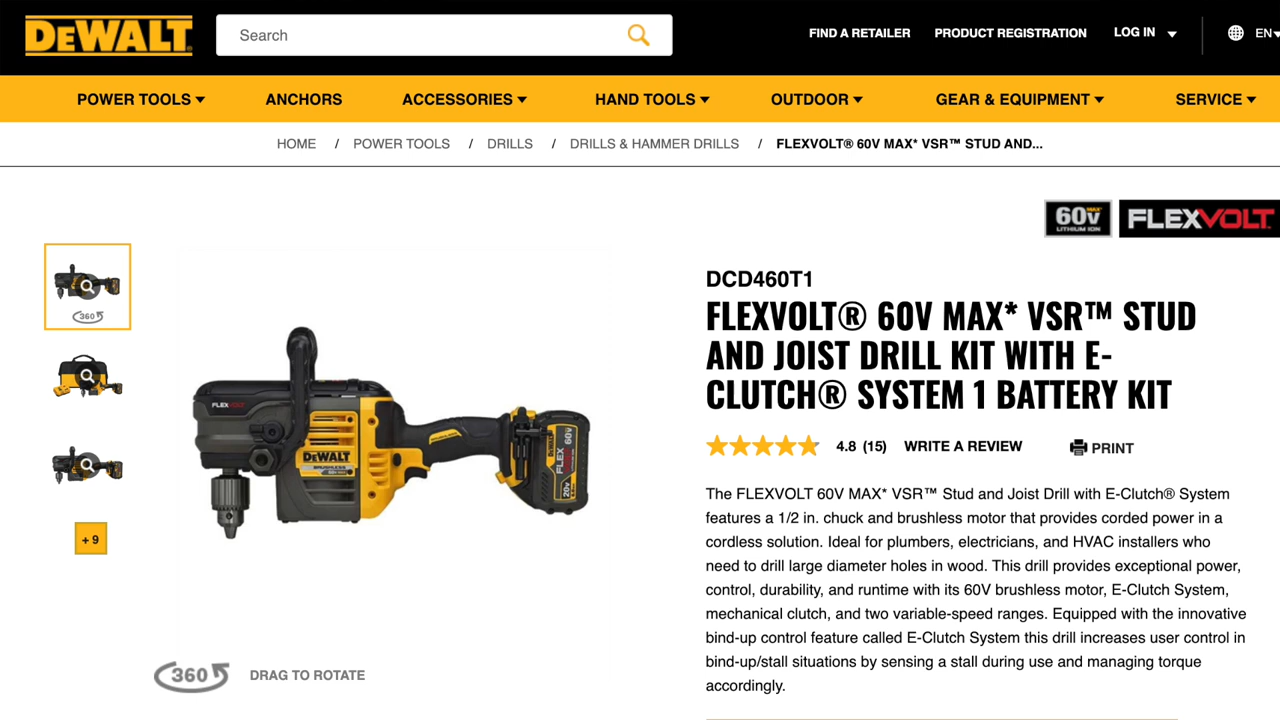 DEWALT
Search
FIND A RETAILER
PRODUCT REGISTRATION
LOG IN
EN
POWER TOOLS
ANCHORS
ACCESSORIES
HAND TOOLS
OUTDOOR
GEAR & EQUIPMENT
SERVICE
HOME / POWER TOOLS / DRILLS / DRILLS & HAMMER DRILLS / FLEXVOLT® 60V MAX* VSR™ STUD AND...
60V MAX*
LITHIUM ION
FLEXVOLT
360
+ 9
FLEXVOLT
DEWALT
BRUSHLESS
FLEX 60V
20V
360
DRAG TO ROTATE
DCD460T1
FLEXVOLT® 60V MAX* VSR™ STUD
AND JOIST DRILL KIT WITH E-
CLUTCH® SYSTEM 1 BATTERY KIT
4.8 (15) WRITE A REVIEW PRINT
The FLEXVOLT 60V MAX* VSR™ Stud and Joist Drill with E-Clutch® System
features a 1/2 in. chuck and brushless motor that provides corded power in a
cordless solution. Ideal for plumbers, electricians, and HVAC installers who
need to drill large diameter holes in wood. This drill provides exceptional power,
control, durability, and runtime with its 60V brushless motor, E-Clutch System,
mechanical clutch, and two variable-speed ranges. Equipped with the innovative
bind-up control feature called E-Clutch System this drill increases user control in
bind-up/stall situations by sensing a stall during use and managing torque
accordingly.